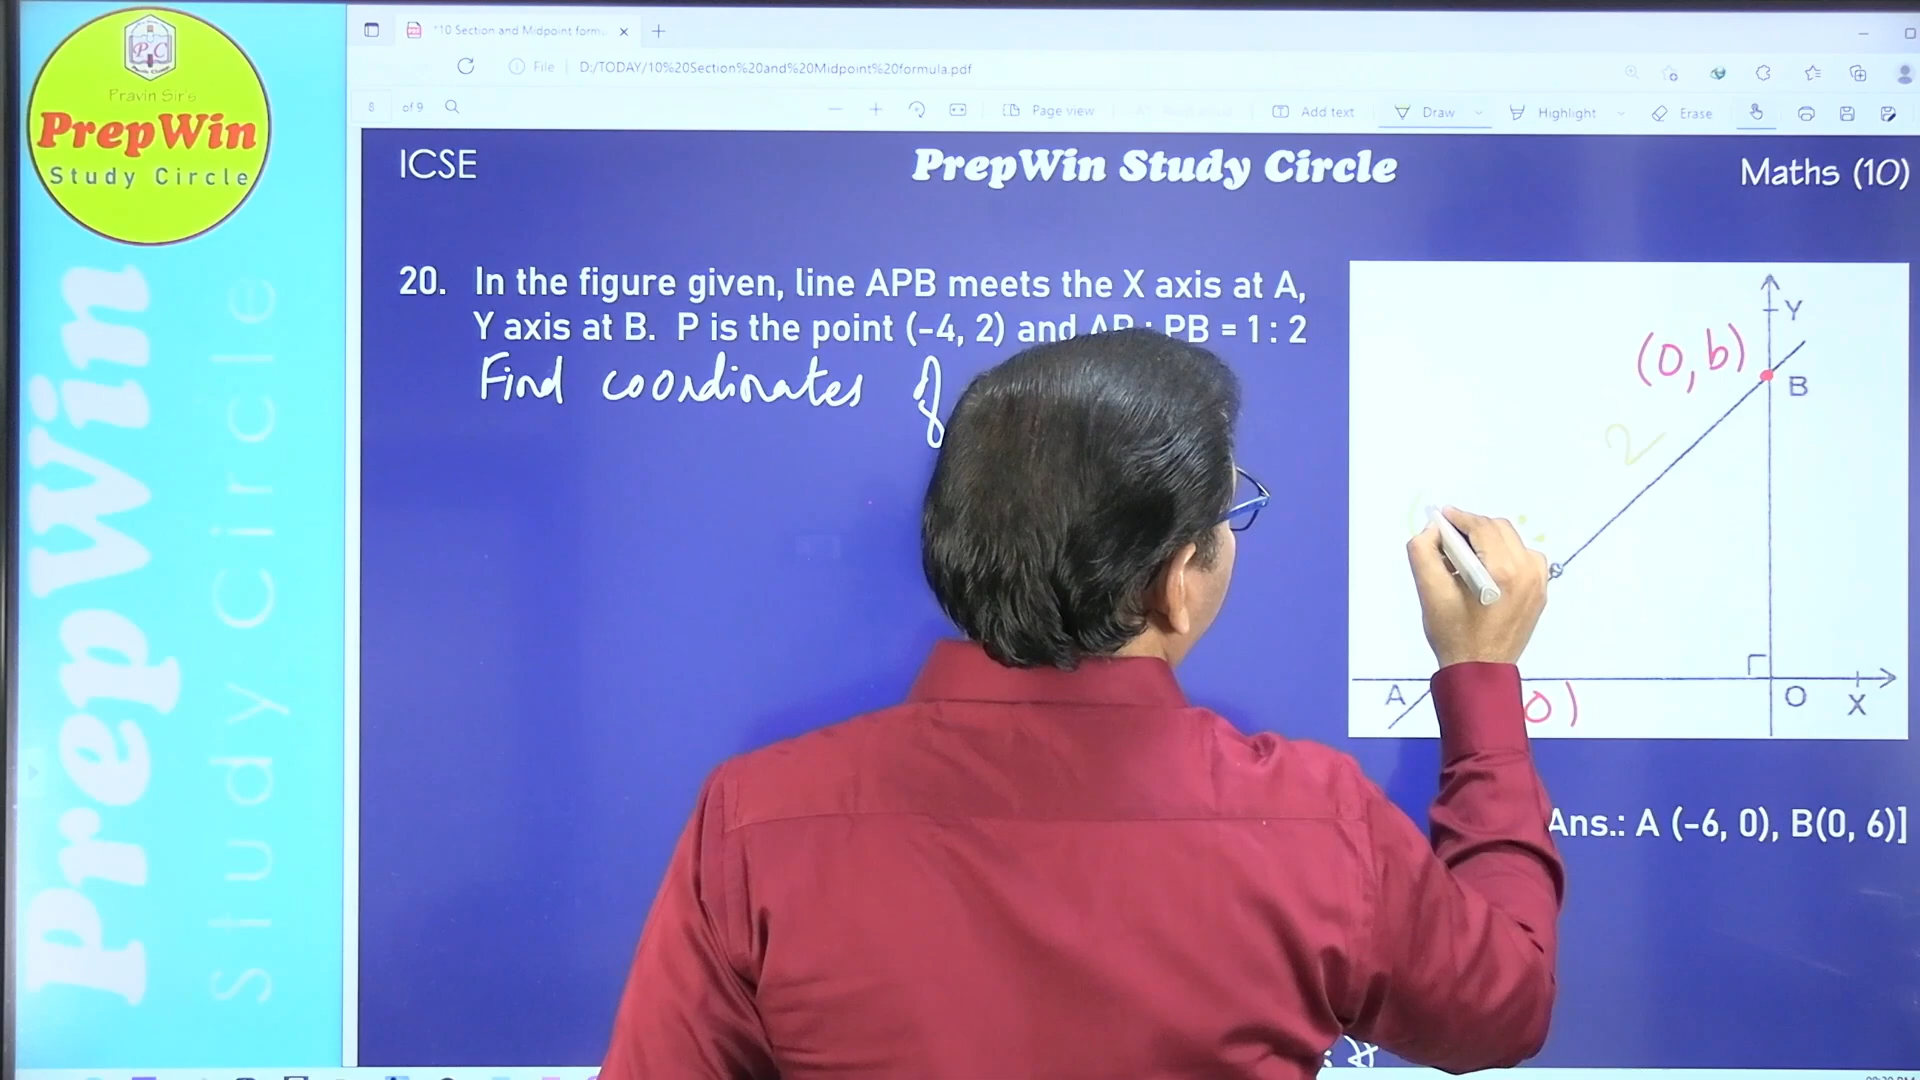 P C
Pravin Sir's
PrepWin
Study Circle
PrepWin
Study Circle
*10 Section and Midpoint form
File
D:/TODAY/10%20Section%20and%20Midpoint%20formula.pdf
8 of 9
Page view
Add text
Draw
Highlight
Erase
ICSE
PrepWin Study Circle
Maths (10)
20. In the figure given, line APB meets the X axis at A,
Y axis at B. P is the point (-4, 2) and AP : PB = 1 : 2
Find coordinates of
Y
(0, b)
B
2
A
0)
O
X
Ans.: A (-6, 0), B(0, 6)]